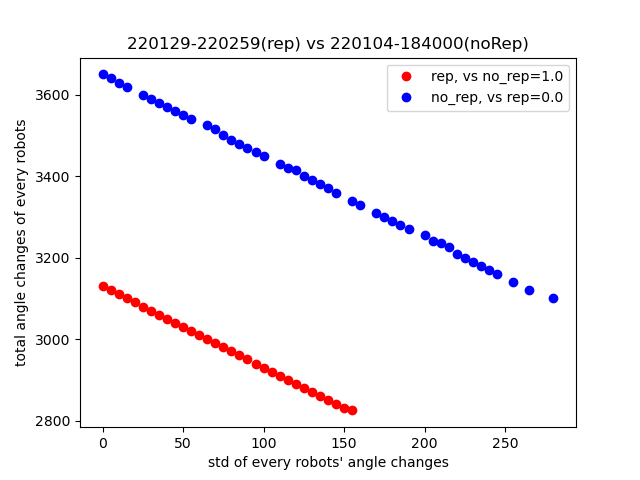 220129-220259(rep) vs 220104-184000(noRep)
rep, vs no_rep=1.0
no_rep, vs rep=0.0
total angle changes of every robots
3600
3400
3200
3000
2800
0 50 100 150 200 250
std of every robots' angle changes